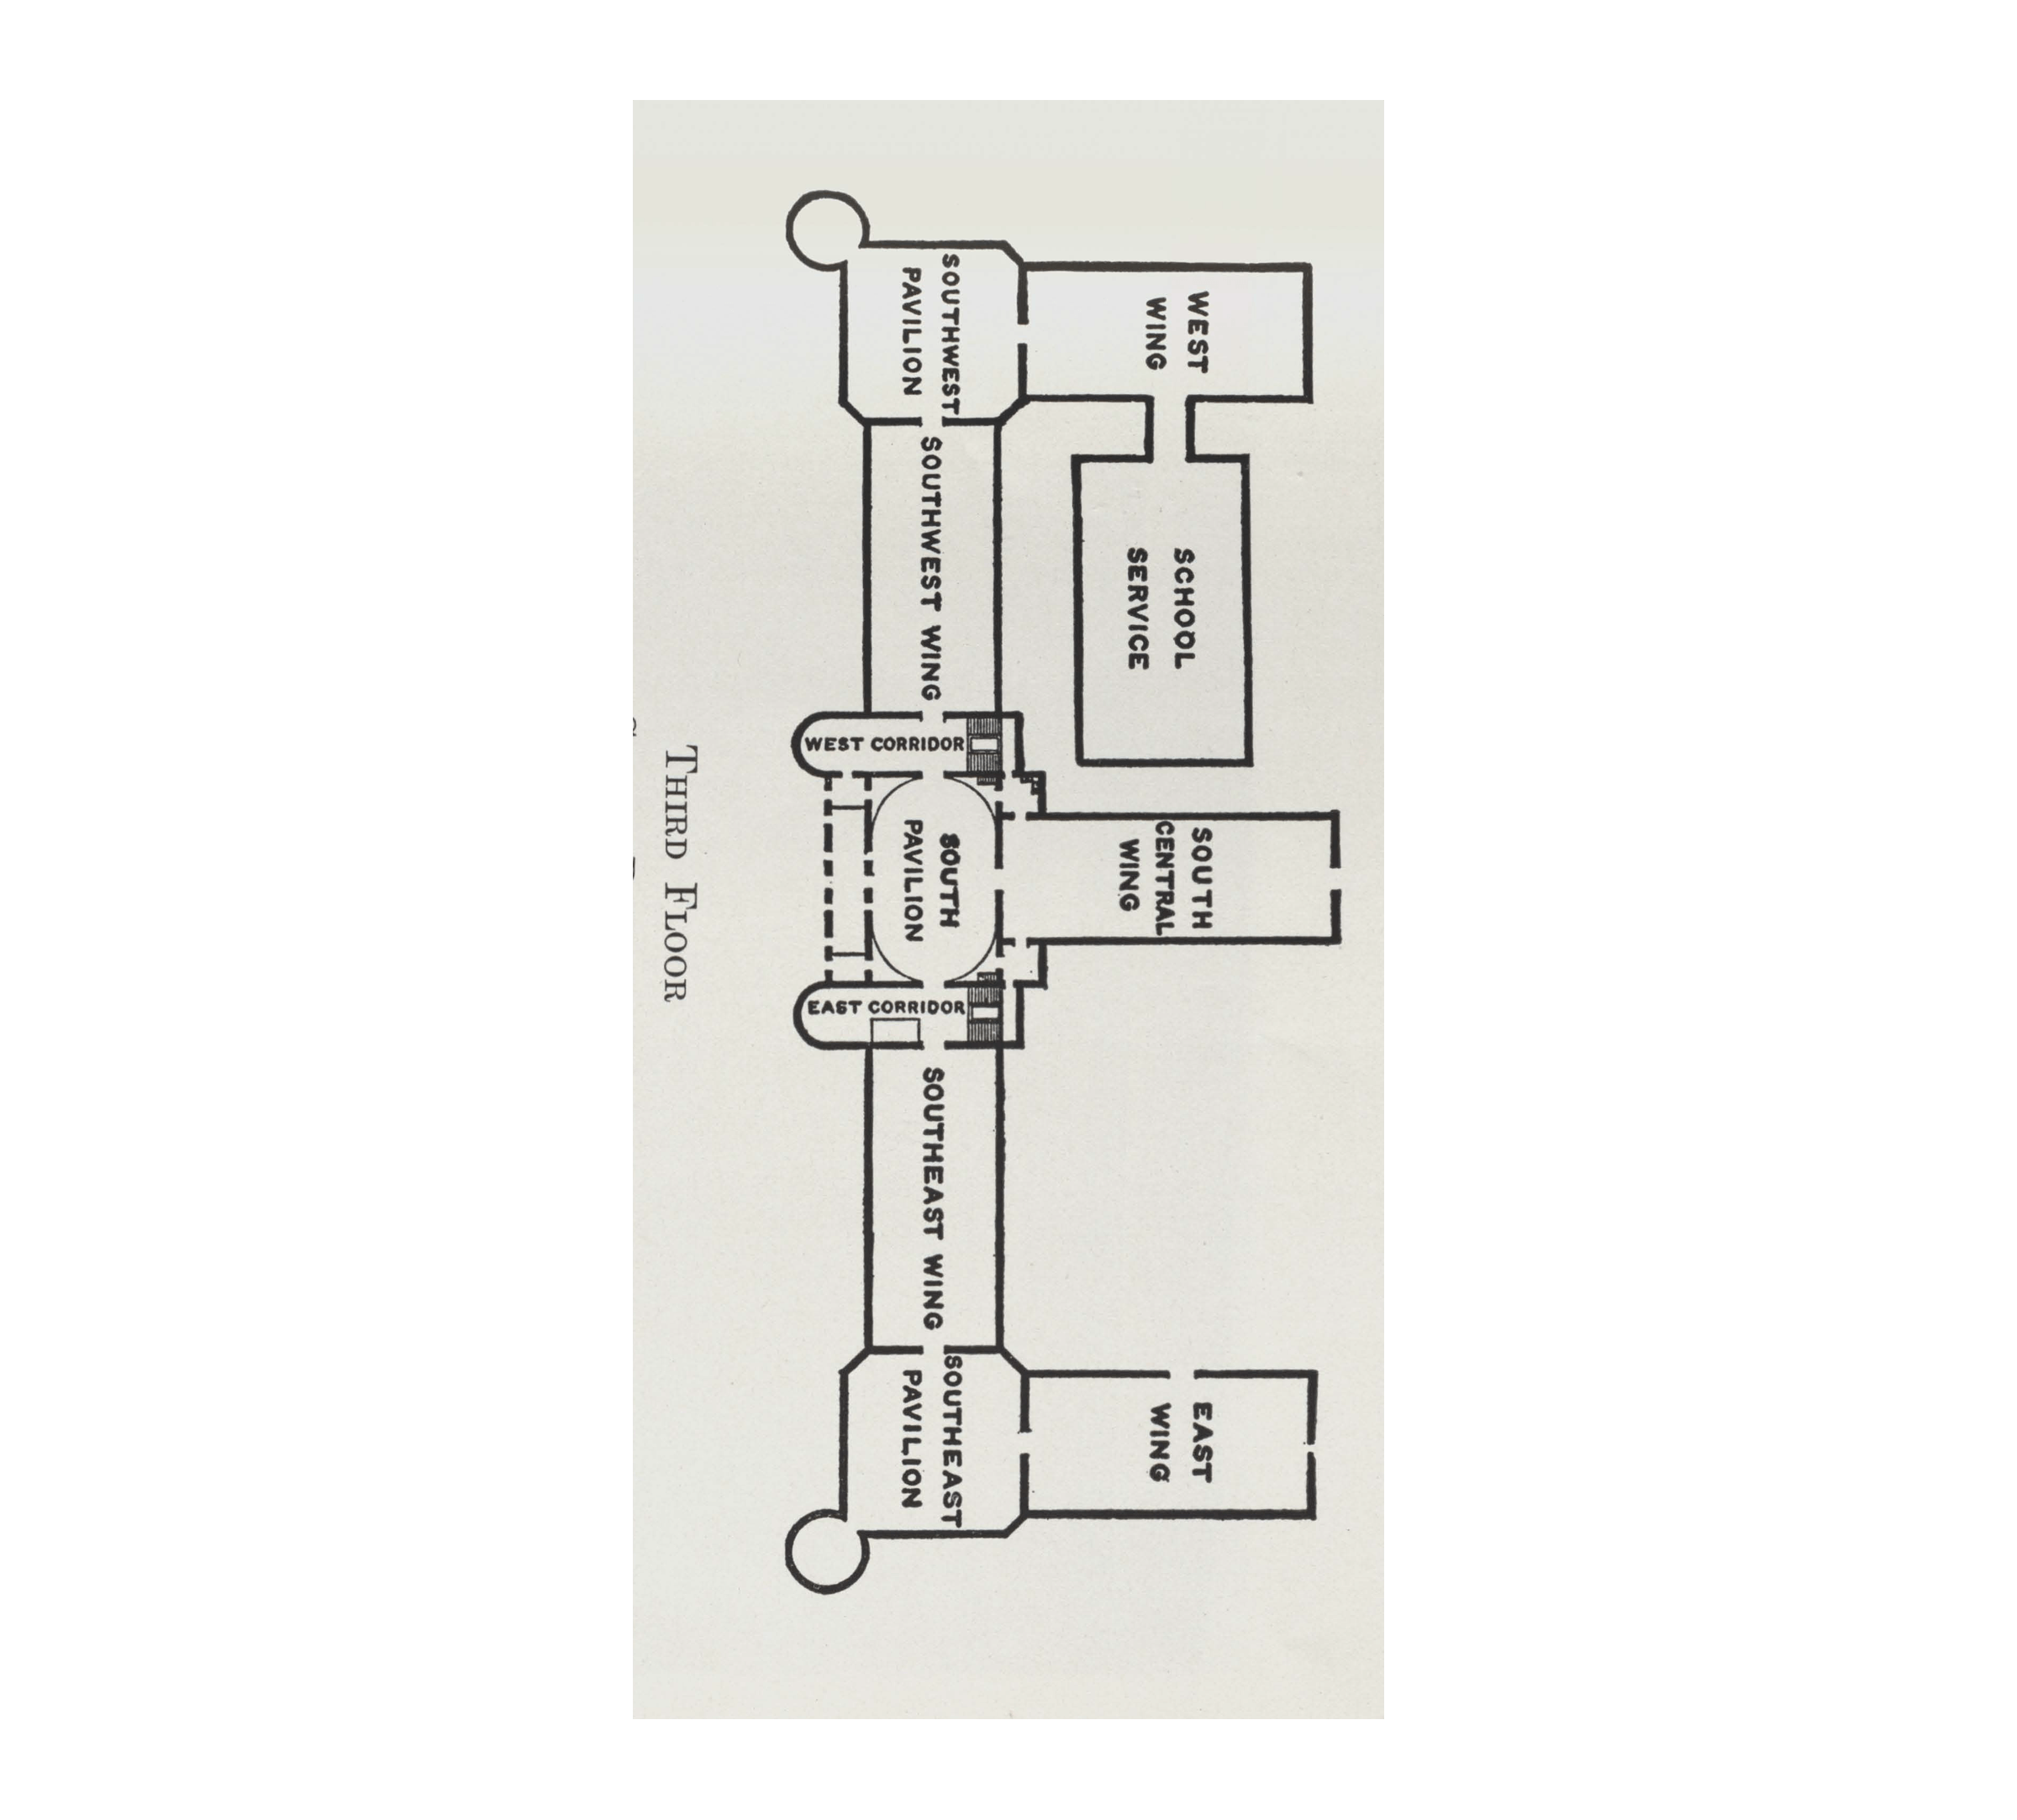 WEST
WING
SOUTHWEST
PAVILION
SCHOOL
SERVICE
SOUTHWEST WING
WEST CORRIDOR
SOUTH
CENTRAL
WING
SOUTH
PAVILION
EAST CORRIDOR
SOUTHEAST WING
EAST
WING
SOUTHEAST
PAVILION
THIRD FLOOR